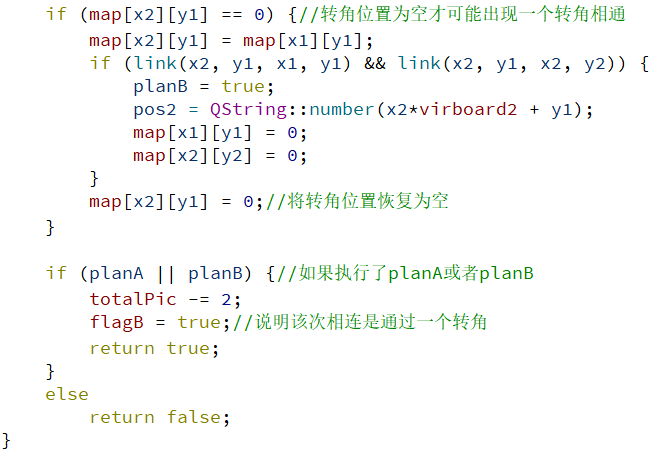 if (map[x2][y1] == 0) {//转角位置为空才可能出现一个转角相通
map[x2][y1] = map[x1][y1];
if (link(x2, y1, x1, y1) && link(x2, y1, x2, y2)) {
planB = true;
pos2 = QString::number(x2*virboard2 + y1);
map[x1][y1] = 0;
map[x2][y2] = 0;
}
map[x2][y1] = 0;//将转角位置恢复为空
}
if (planA || planB) {//如果执行了planA或者planB
totalPic -= 2;
flagB = true;//说明该次相连是通过一个转角
return true;
}
else
return false;
}